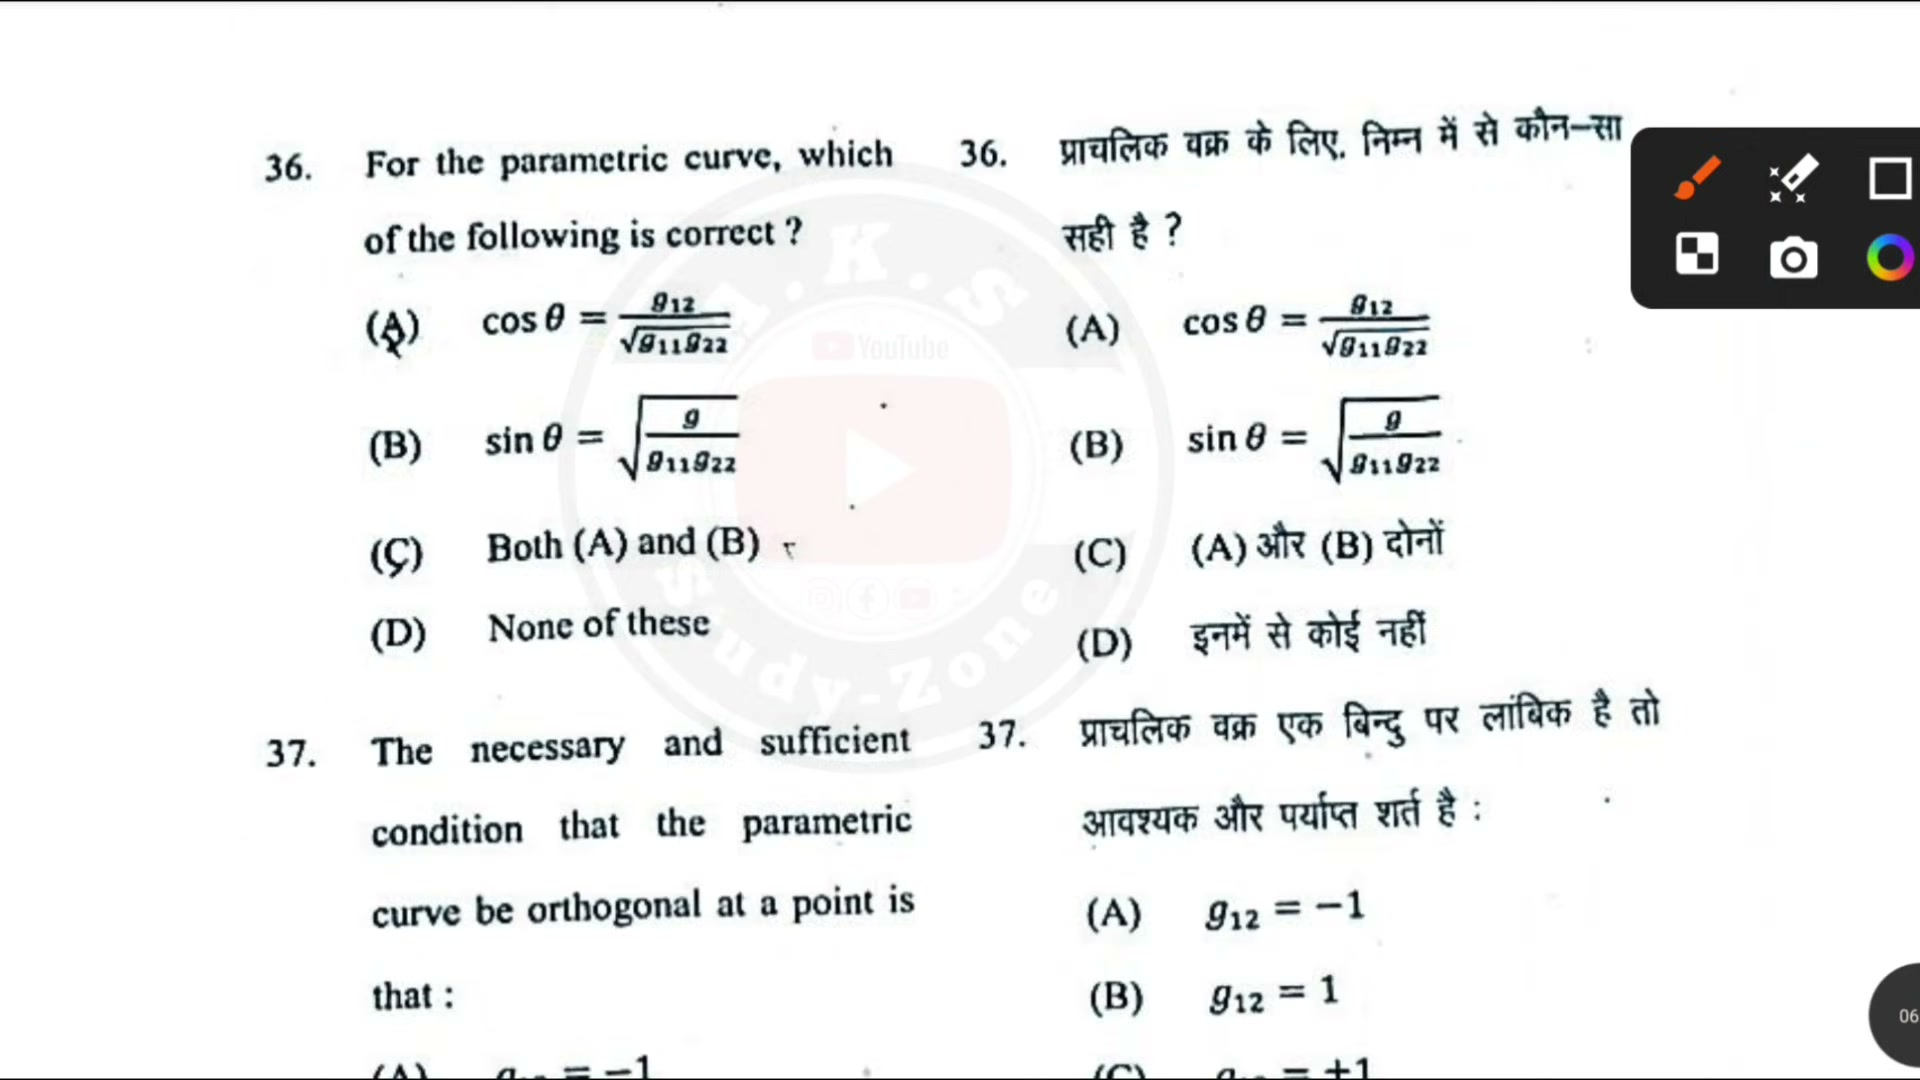 36. For the parametric curve, which
of the following is correct ?
(A) cos θ = g₁₂ / √g₁₁g₂₂
(B) sin θ = √(g / g₁₁g₂₂)
(C) Both (A) and (B)
(D) None of these
37. The necessary and sufficient
condition that the parametric
curve be orthogonal at a point is
that :
36. प्राचलिक वक्र के लिए, निम्न में से कौन-सा
सही है ?
(A) cos θ = g₁₂ / √g₁₁g₂₂
(B) sin θ = √(g / g₁₁g₂₂)
(C) (A) और (B) दोनों
(D) इनमें से कोई नहीं
37. प्राचलिक वक्र एक बिन्दु पर लांबिक है तो
आवश्यक और पर्याप्त शर्त है :
(A) g₁₂ = −1
(B) g₁₂ = 1
YouTube
06